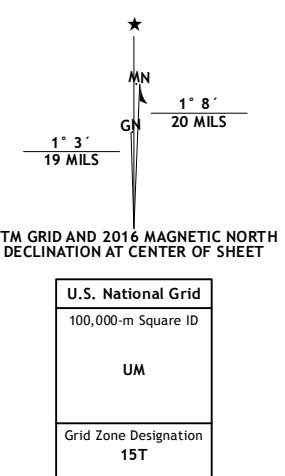 ★
MN
1° 8´
20 MILS
GN
1° 3´
19 MILS
TM GRID AND 2016 MAGNETIC NORTH
DECLINATION AT CENTER OF SHEET
U.S. National Grid
100,000-m Square ID
UM
Grid Zone Designation
15T